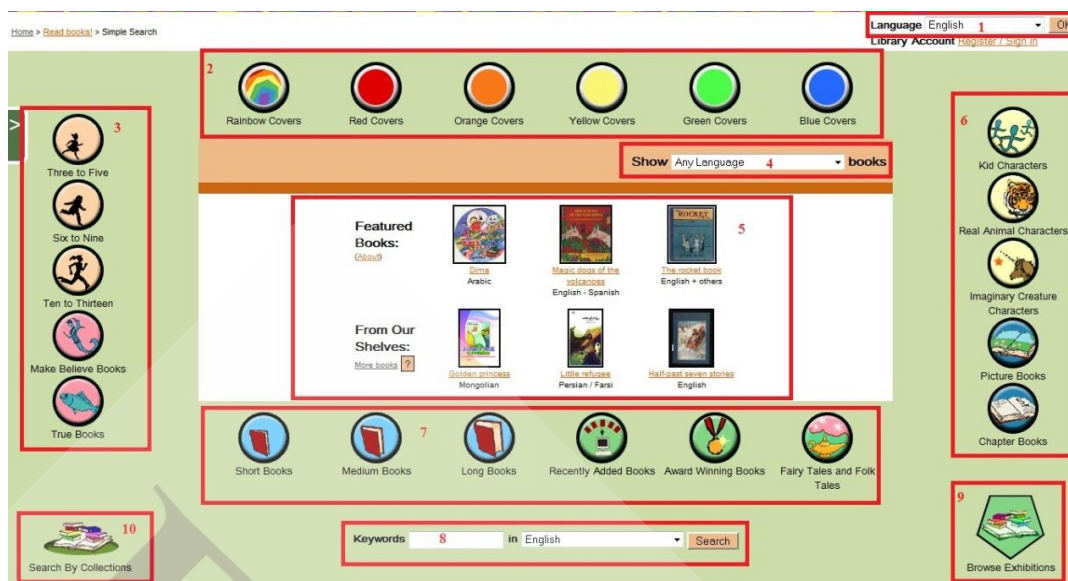 Home > Read books! > Simple Search
Language English 1 OK
Library Account Register / Sign in
2
Rainbow Covers Red Covers Orange Covers Yellow Covers Green Covers Blue Covers
>
3
Three to Five
Six to Nine
Ten to Thirteen
Make Believe Books
True Books
Show Any Language 4 books
Featured
Books:
(About)
5
ROCKET
Dima
Arabic
Magic dogs of the
volcanoes
English - Spanish
The rocket book
English + others
From Our
Shelves:
More books ?
Golden princess
Mongolian
Little refugee
Persian / Farsi
Half-past seven stories
English
6
Kid Characters
Real Animal Characters
Imaginary Creature
Characters
Picture Books
Chapter Books
7
Short Books Medium Books Long Books Recently Added Books Award Winning Books Fairy Tales and Folk
Tales
10
Search By Collections
Keywords 8 in English Search
9
Browse Exhibitions